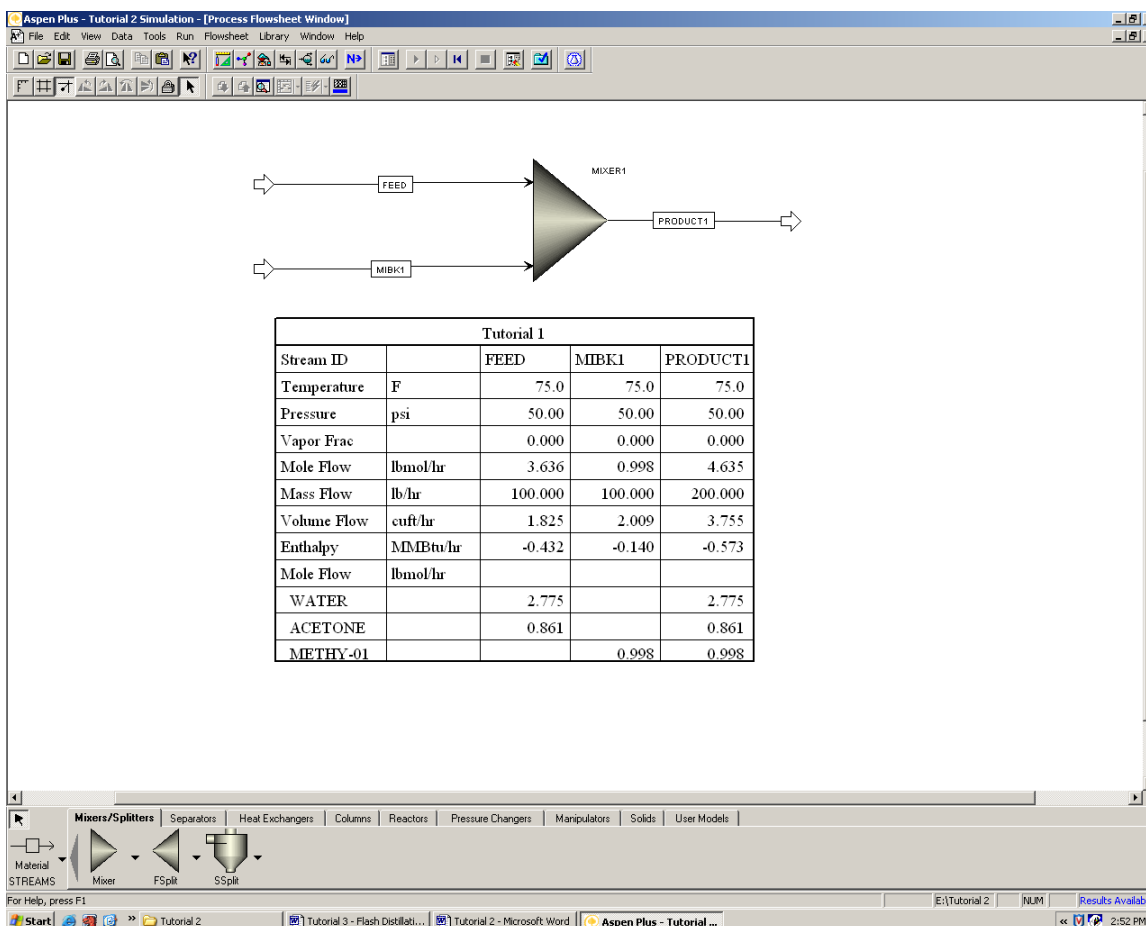 Aspen Plus - Tutorial 2 Simulation - [Process Flowsheet Window]
File Edit View Data Tools Run Flowsheet Library Window Help
N>
MIXER1
FEED
PRODUCT1
MIBK1
Tutorial 1
Stream ID FEED MIBK1 PRODUCT1
Temperature F 75.0 75.0 75.0
Pressure psi 50.00 50.00 50.00
Vapor Frac 0.000 0.000 0.000
Mole Flow lbmol/hr 3.636 0.998 4.635
Mass Flow lb/hr 100.000 100.000 200.000
Volume Flow cuft/hr 1.825 2.009 3.755
Enthalpy MMBtu/hr -0.432 -0.140 -0.573
Mole Flow lbmol/hr
WATER 2.775 2.775
ACETONE 0.861 0.861
METHY-01 0.998 0.998
Mixers/Splitters Separators Heat Exchangers Columns Reactors Pressure Changers Manipulators Solids User Models
Material
STREAMS Mixer FSplit SSplit
For Help, press F1 E:\Tutorial 2 NUM Results Availab
Start » Tutorial 2 Tutorial 3 - Flash Distillati... Tutorial 2 - Microsoft Word Aspen Plus - Tutorial ... « 2:52 PM